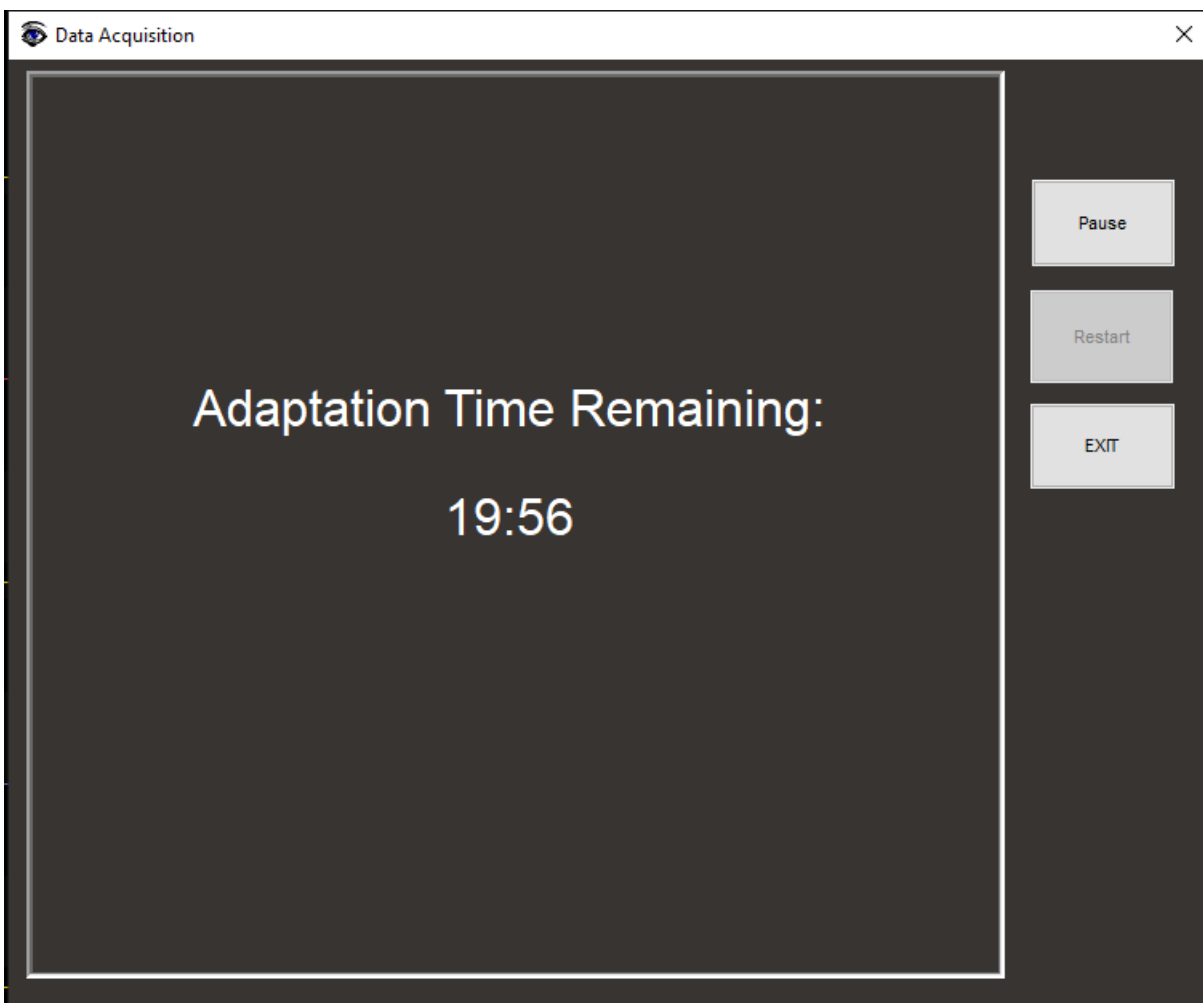 Data Acquisition
Pause
Restart
Adaptation Time Remaining:
EXIT
19:56